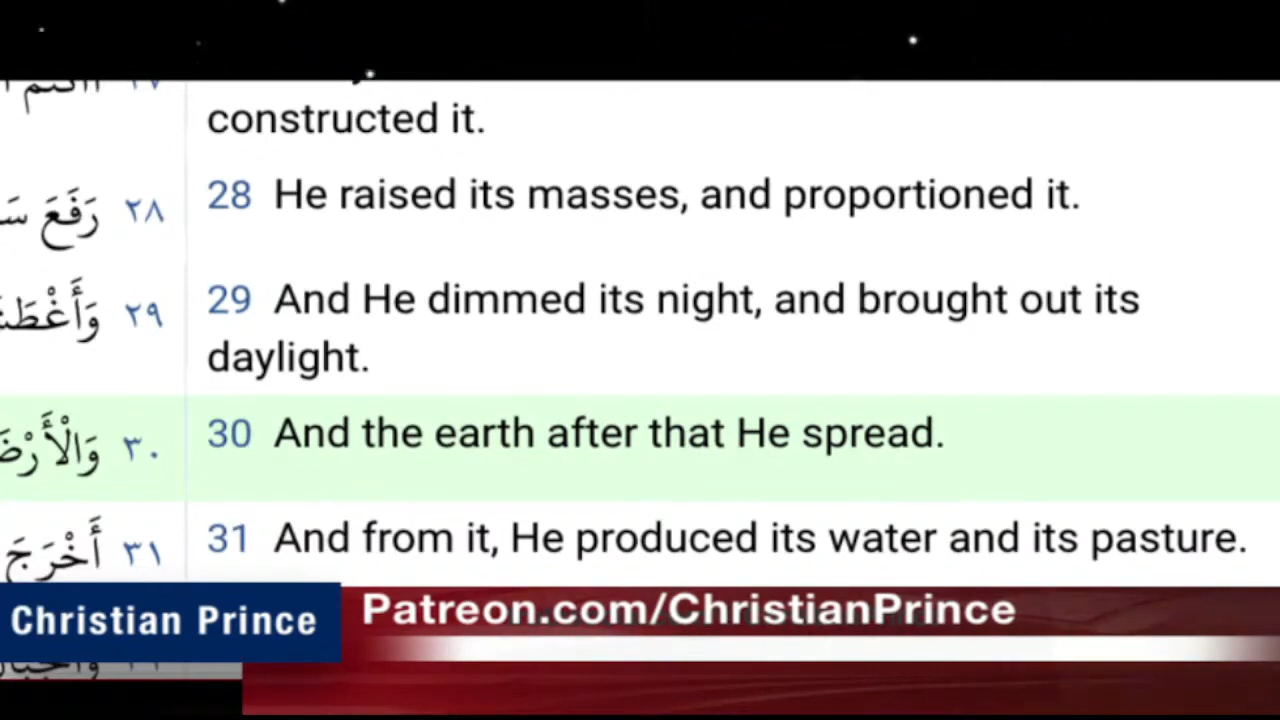 ٢٧
constructed it.
28 He raised its masses, and proportioned it.
٢٨ رَفَعَ
29 And He dimmed its night, and brought out its
daylight.
٢٩
30 And the earth after that He spread.
٣٠
31 And from it, He produced its water and its pasture.
٣١ أَخْرَجَ
Christian Prince
Patreon.com/ChristianPrince